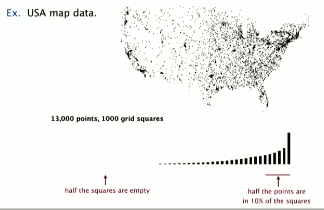 Ex. USA map data.
13,000 points, 1000 grid squares
half the squares are empty
half the points are
in 10% of the squares